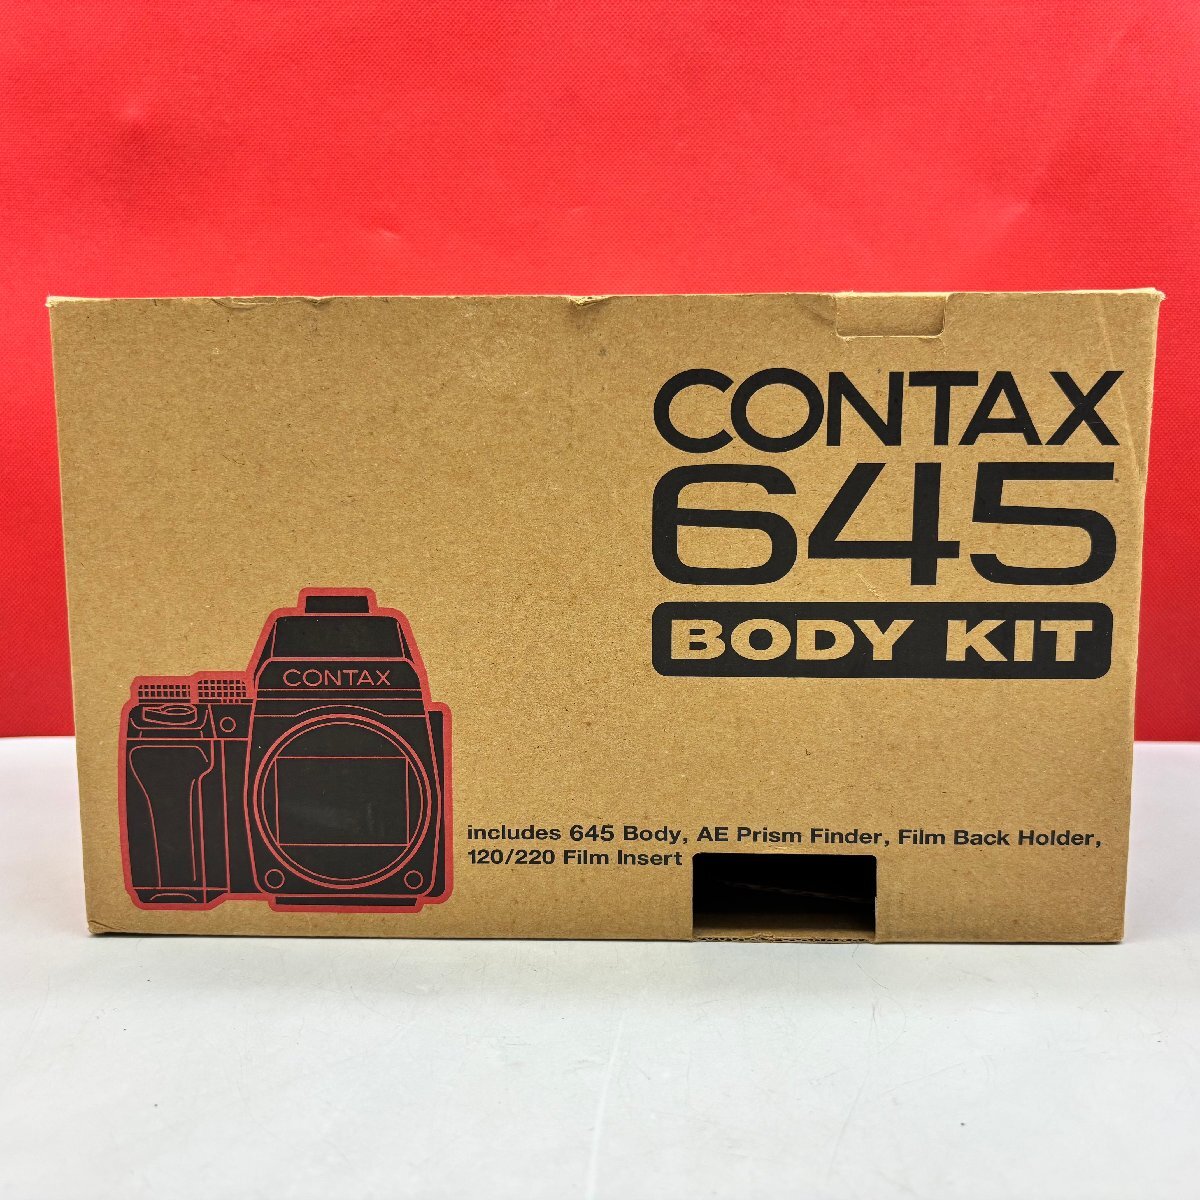 CONTAX
645
BODY KIT
CONTAX
includes 645 Body, AE Prism Finder, Film Back Holder,
120/220 Film Insert